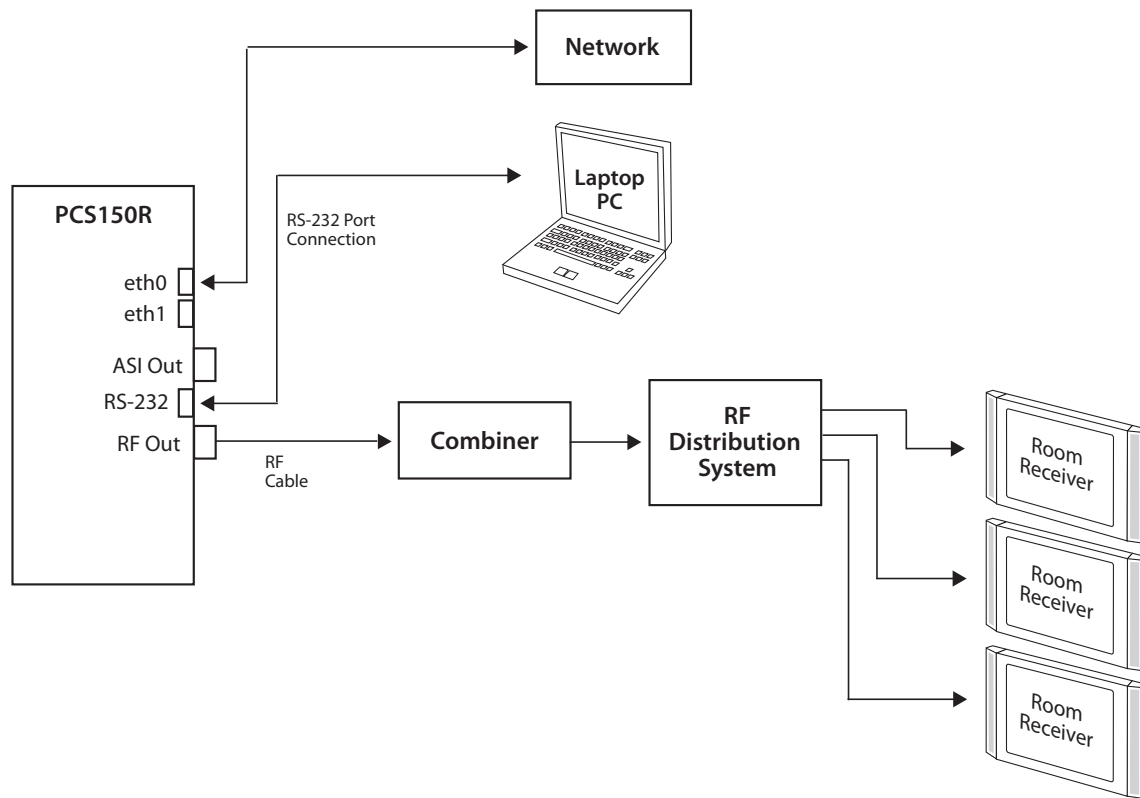 Network
Laptop
PC
PCS150R
RS-232 Port
Connection
eth0
eth1
ASI Out
RS-232
RF Out
RF
Cable
Combiner
RF
Distribution
System
Room
Receiver
Room
Receiver
Room
Receiver